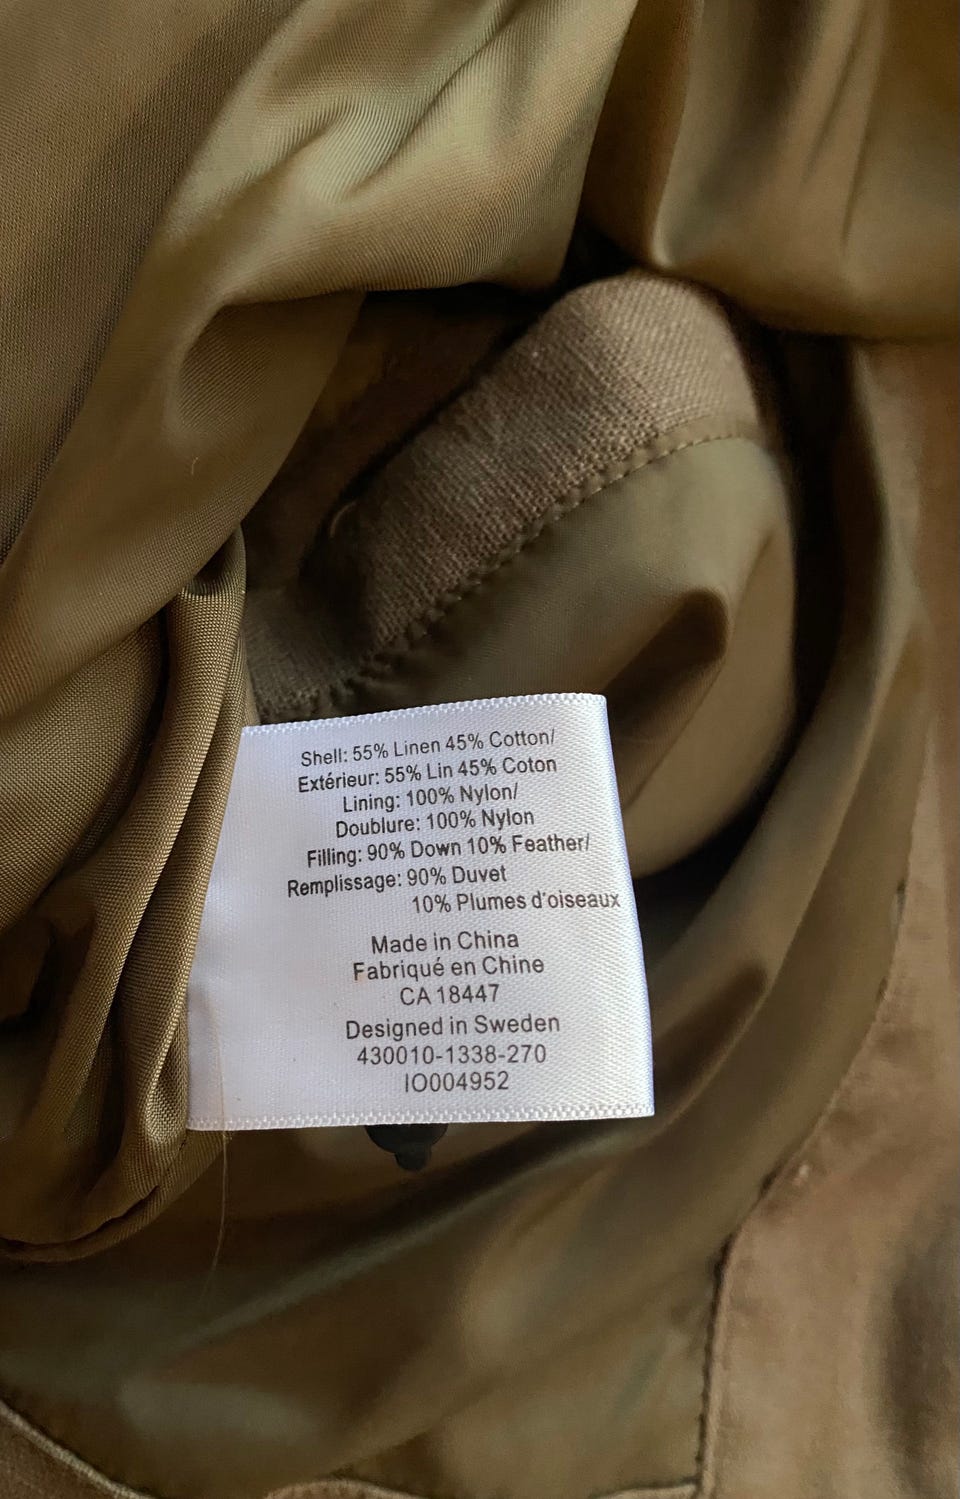 Shell: 55% Linen 45% Cotton/
Extérieur: 55% Lin 45% Coton
Lining: 100% Nylon/
Doublure: 100% Nylon
Filling: 90% Down 10% Feather/
Remplissage: 90% Duvet
10% Plumes d'oiseaux
Made in China
Fabriqué en Chine
CA 18447
Designed in Sweden
430010-1338-270
IO004952